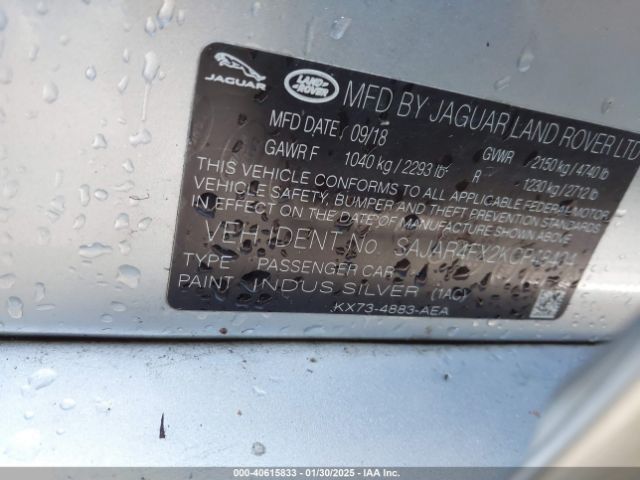 JAGUAR
LAND ROVER
MFD BY JAGUAR LAND ROVER LTD
MFD DATE: 09/18
GAWR F 1040 kg / 2293 lb
GVWR 2150 kg / 4740 lb
R 1230 kg / 2712 lb
THIS VEHICLE CONFORMS TO ALL APPLICABLE FEDERAL MOTOR
VEHICLE SAFETY, BUMPER AND THEFT PREVENTION STANDARDS
IN EFFECT ON THE DATE OF MANUFACTURE SHOWN ABOVE
VEH IDENT No.
TYPE PASSENGER CAR
PAINT INDUS SILVER (1AC)
KX73-4883-AEA
000-40615833 - 01/30/2025 - IAA Inc.